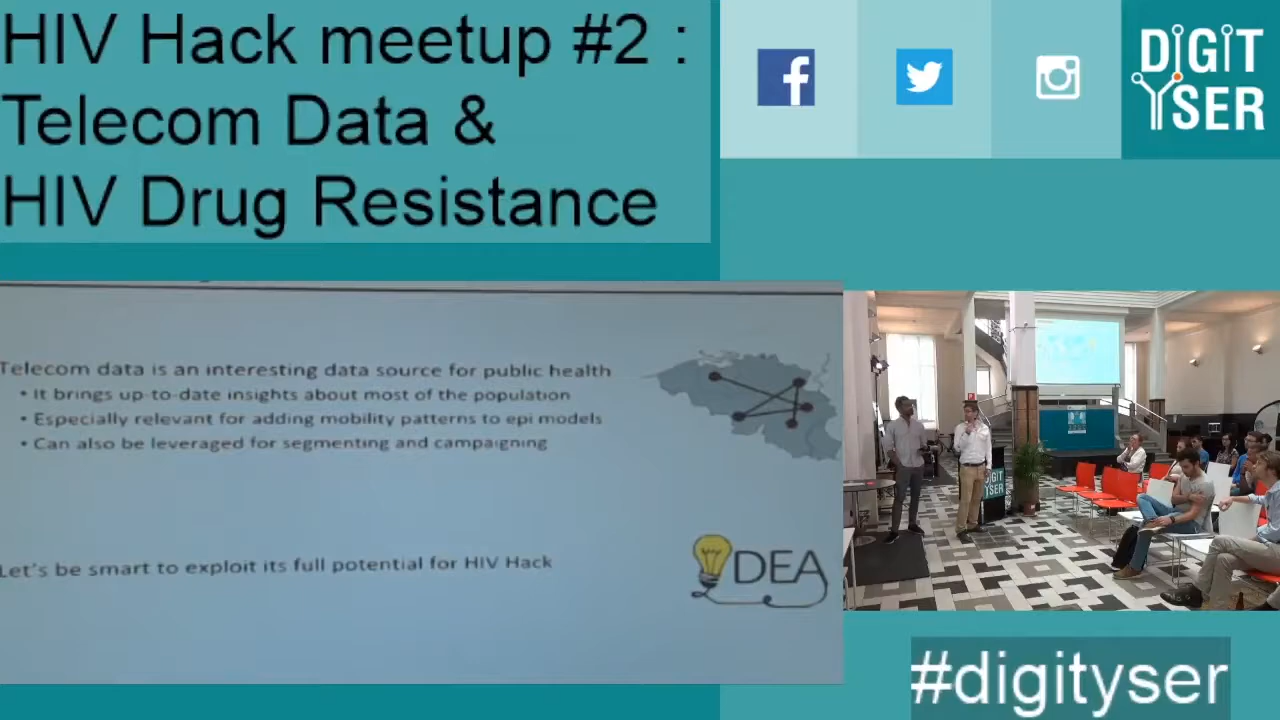 HIV Hack meetup #2 :
Telecom Data &
HIV Drug Resistance
DIGIT
YSER
Telecom data is an interesting data source for public health
• It brings up-to-date insights about most of the population
• Especially relevant for adding mobility patterns to epi models
• Can also be leveraged for segmenting and campaigning
Let's be smart to exploit its full potential for HIV Hack
IDEA
DIGIT
YSER
#digityser